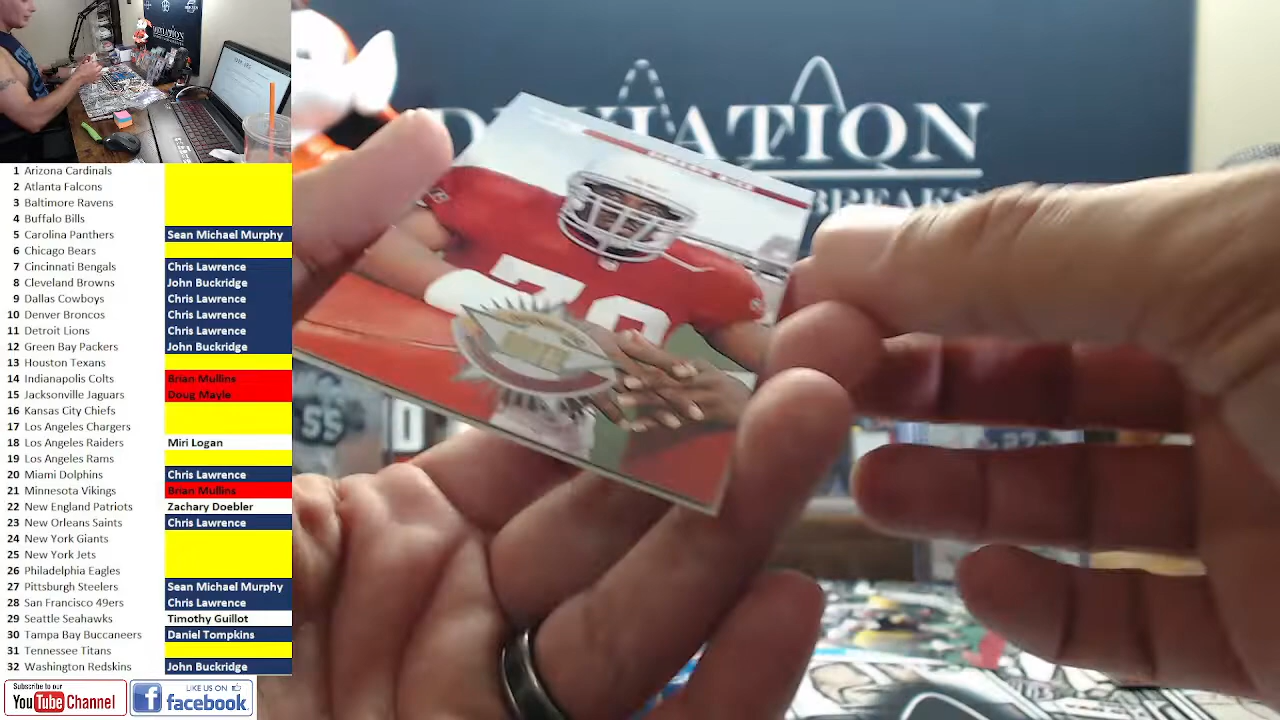 DEVIATION
BREAKS
79
55
1 Arizona Cardinals
2 Atlanta Falcons
3 Baltimore Ravens
4 Buffalo Bills
5 Carolina Panthers Sean Michael Murphy
6 Chicago Bears
7 Cincinnati Bengals Chris Lawrence
8 Cleveland Browns John Buckridge
9 Dallas Cowboys Chris Lawrence
10 Denver Broncos Chris Lawrence
11 Detroit Lions Chris Lawrence
12 Green Bay Packers John Buckridge
13 Houston Texans
14 Indianapolis Colts Brian Mullins
15 Jacksonville Jaguars Doug Mayle
16 Kansas City Chiefs
17 Los Angeles Chargers
18 Los Angeles Raiders Miri Logan
19 Los Angeles Rams
20 Miami Dolphins Chris Lawrence
21 Minnesota Vikings Brian Mullins
22 New England Patriots Zachary Doebler
23 New Orleans Saints Chris Lawrence
24 New York Giants
25 New York Jets
26 Philadelphia Eagles
27 Pittsburgh Steelers Sean Michael Murphy
28 San Francisco 49ers Chris Lawrence
29 Seattle Seahawks Timothy Guillot
30 Tampa Bay Buccaneers Daniel Tompkins
31 Tennessee Titans
32 Washington Redskins John Buckridge
Subscribe to our
YouTube Channel
LIKE US ON
facebook